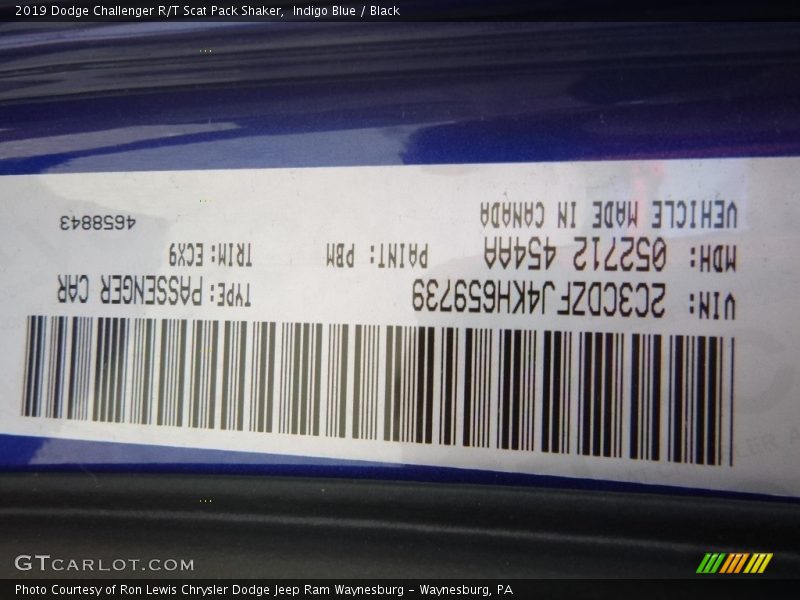 2019 Dodge Challenger R/T Scat Pack Shaker, Indigo Blue / Black
VEHICLE MADE IN CANADA 4658843
MDH: 052712 454AA PAINT: PBM TRIM: ECX9
VIN: 2C3CDZFJ4KH659739 TYPE: PASSENGER CAR
GTCARLOT.COM
Photo Courtesy of Ron Lewis Chrysler Dodge Jeep Ram Waynesburg - Waynesburg, PA